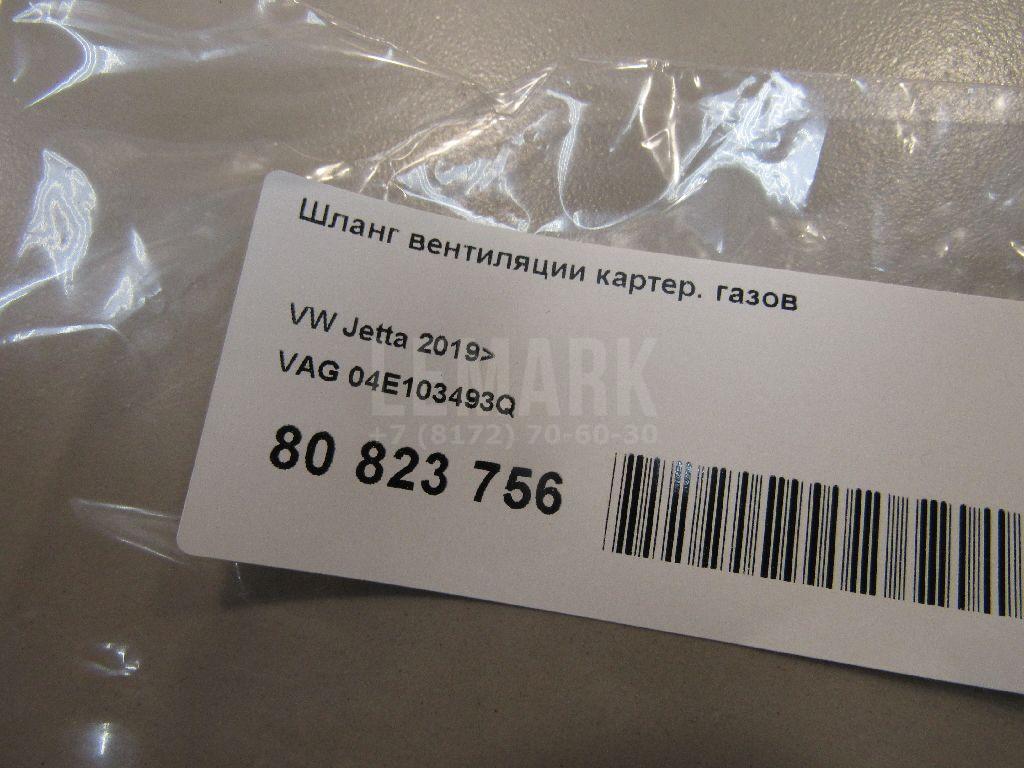 Шланг вентиляции картер. газов
VW Jetta 2019>
VAG 04E103493Q
LEMARK
+7 (8172) 70-60-30
80 823 756